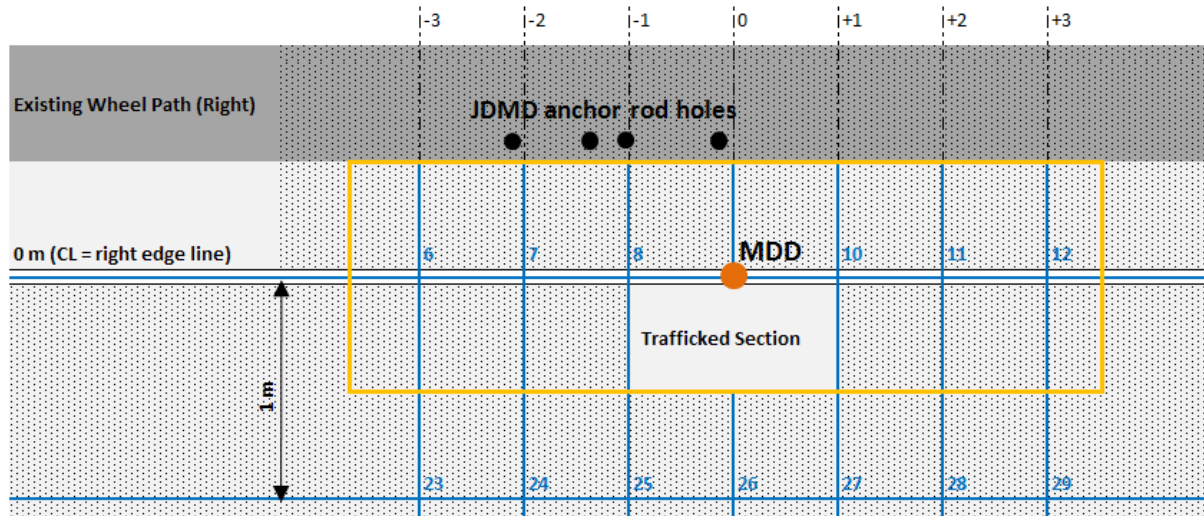 |-3 |-2 |-1 |0 |+1 |+2 |+3
Existing Wheel Path (Right)
JDMD anchor rod holes
0 m (CL = right edge line)
6 7 8 MDD 10 11 12
Trafficked Section
1 m
23 24 25 26 27 28 29